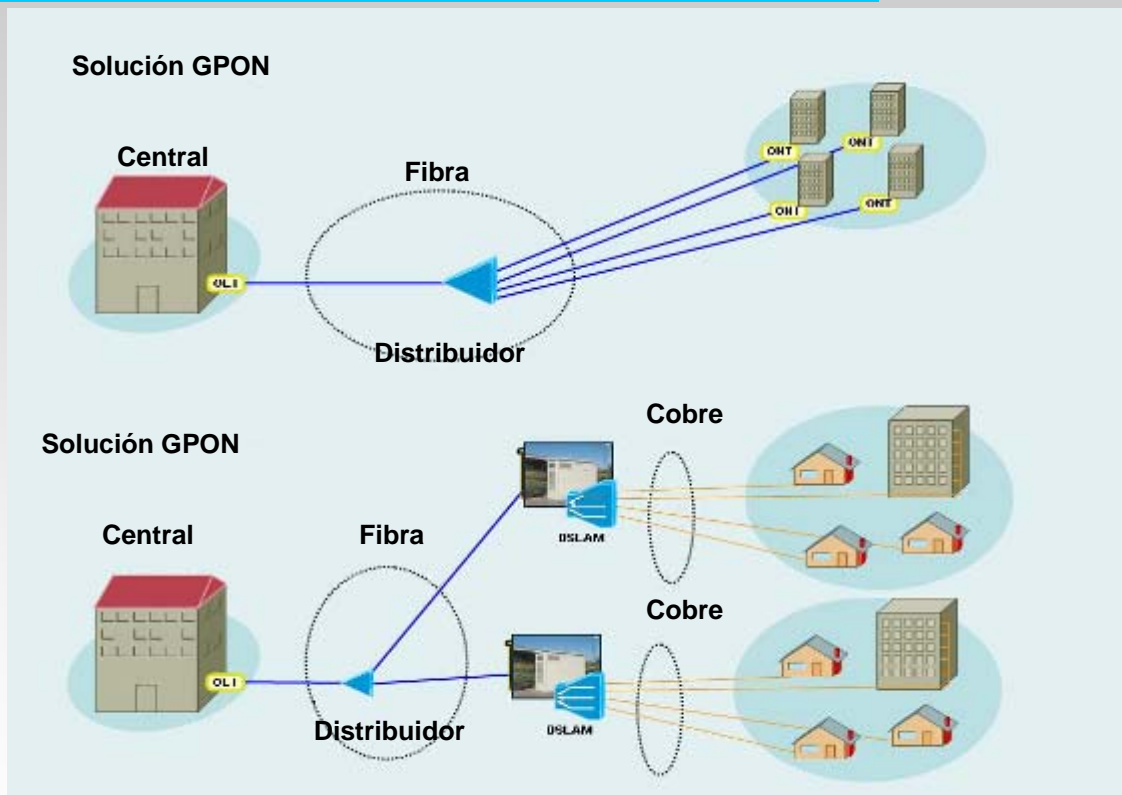 Solución GPON
Central
Fibra
ONT
ONT
ONT
ONT
OLT
Distribuidor
Cobre
Solución GPON
Central
Fibra
DSLAM
Cobre
OLT
Distribuidor
DSLAM